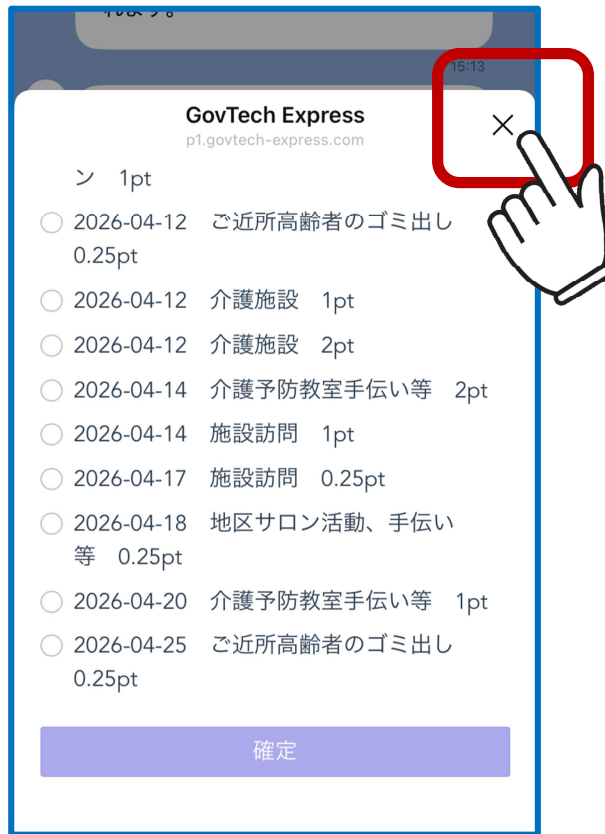 れます。
15:13
GovTech Express
p1.govtech-express.com
ン 1pt
2026-04-12 ご近所高齢者のゴミ出し
0.25pt
2026-04-12 介護施設 1pt
2026-04-12 介護施設 2pt
2026-04-14 介護予防教室手伝い等 2pt
2026-04-14 施設訪問 1pt
2026-04-17 施設訪問 0.25pt
2026-04-18 地区サロン活動、手伝い
等 0.25pt
2026-04-20 介護予防教室手伝い等 1pt
2026-04-25 ご近所高齢者のゴミ出し
0.25pt
確定